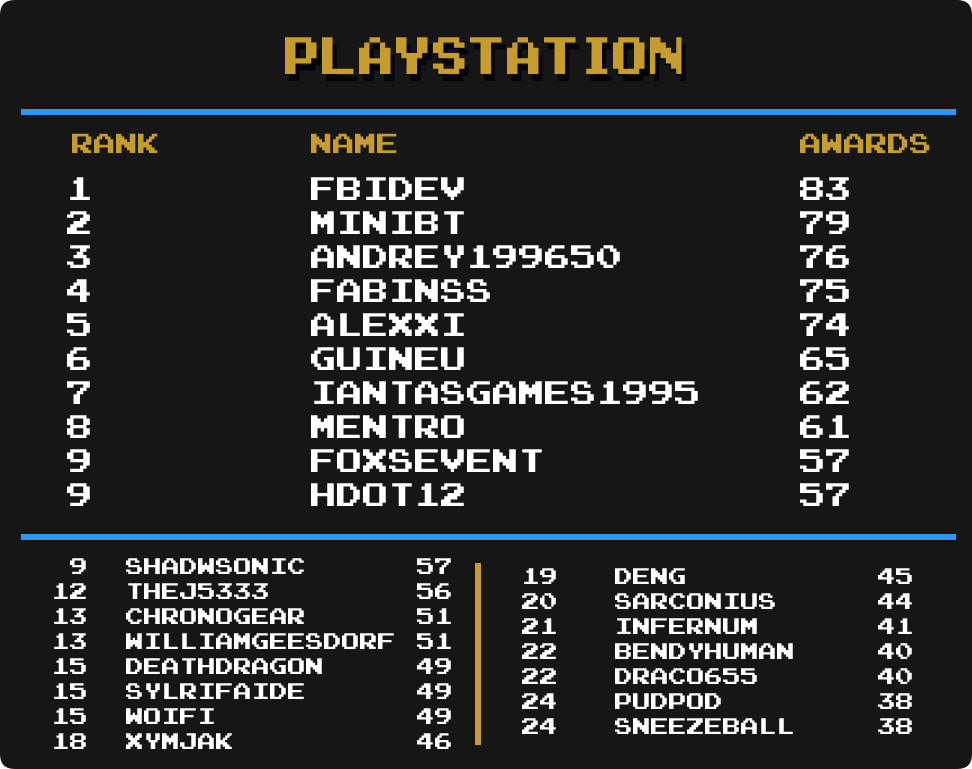 PLAYSTATION
RANK NAME AWARDS
1 FBIDEV 83
2 MINIBT 79
3 ANDREY199650 76
4 FABINSS 75
5 ALEXXI 74
6 GUINEU 65
7 IANTASGAMES1995 62
8 MENTRO 61
9 FOXSEVENT 57
9 HDOT12 57
9 SHADWSONIC 57
12 THEJ5333 56
13 CHRONOGEAR 51
13 WILLIAMGEESDORF 51
15 DEATHDRAGON 49
15 SYLRIFAIDE 49
15 WOIFI 49
18 XYMJAK 46
19 DENG 45
20 SARCONIUS 44
21 INFERNUM 41
22 BENDYHUMAN 40
22 DRACO655 40
24 PUDPOD 38
24 SNEEZEBALL 38